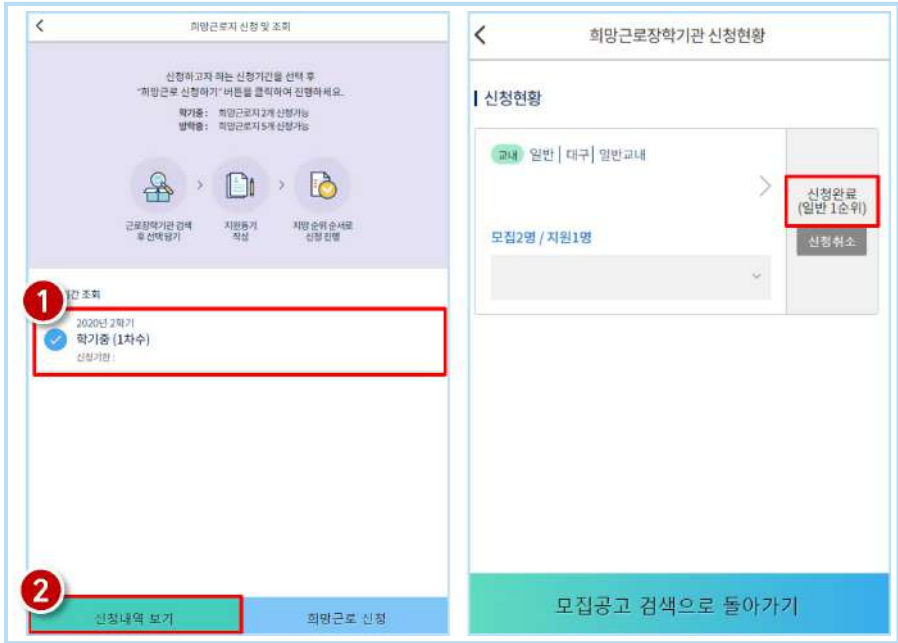 희망근로지 신청 및 조회
신청하고자 하는 신청기간을 선택 후
"희망근로 신청하기" 버튼을 클릭하여 진행하세요.
학기중 : 희망근로지 2개 신청가능
방학중 : 희망근로지 5개 신청가능
근로장학기관 검색
후 선택 담기
지원동기
작성
지망 순위 순서로
신청 진행
1
간 조회
2020년 2학기
학기중 (1차수)
신청기한 :
2
신청내역 보기
희망근로 신청
희망근로장학기관 신청현황
신청현황
교내 일반 | 대구 | 일반교내
신청완료
(일반 1순위)
모집2명 / 지원1명
신청취소
모집공고 검색으로 돌아가기